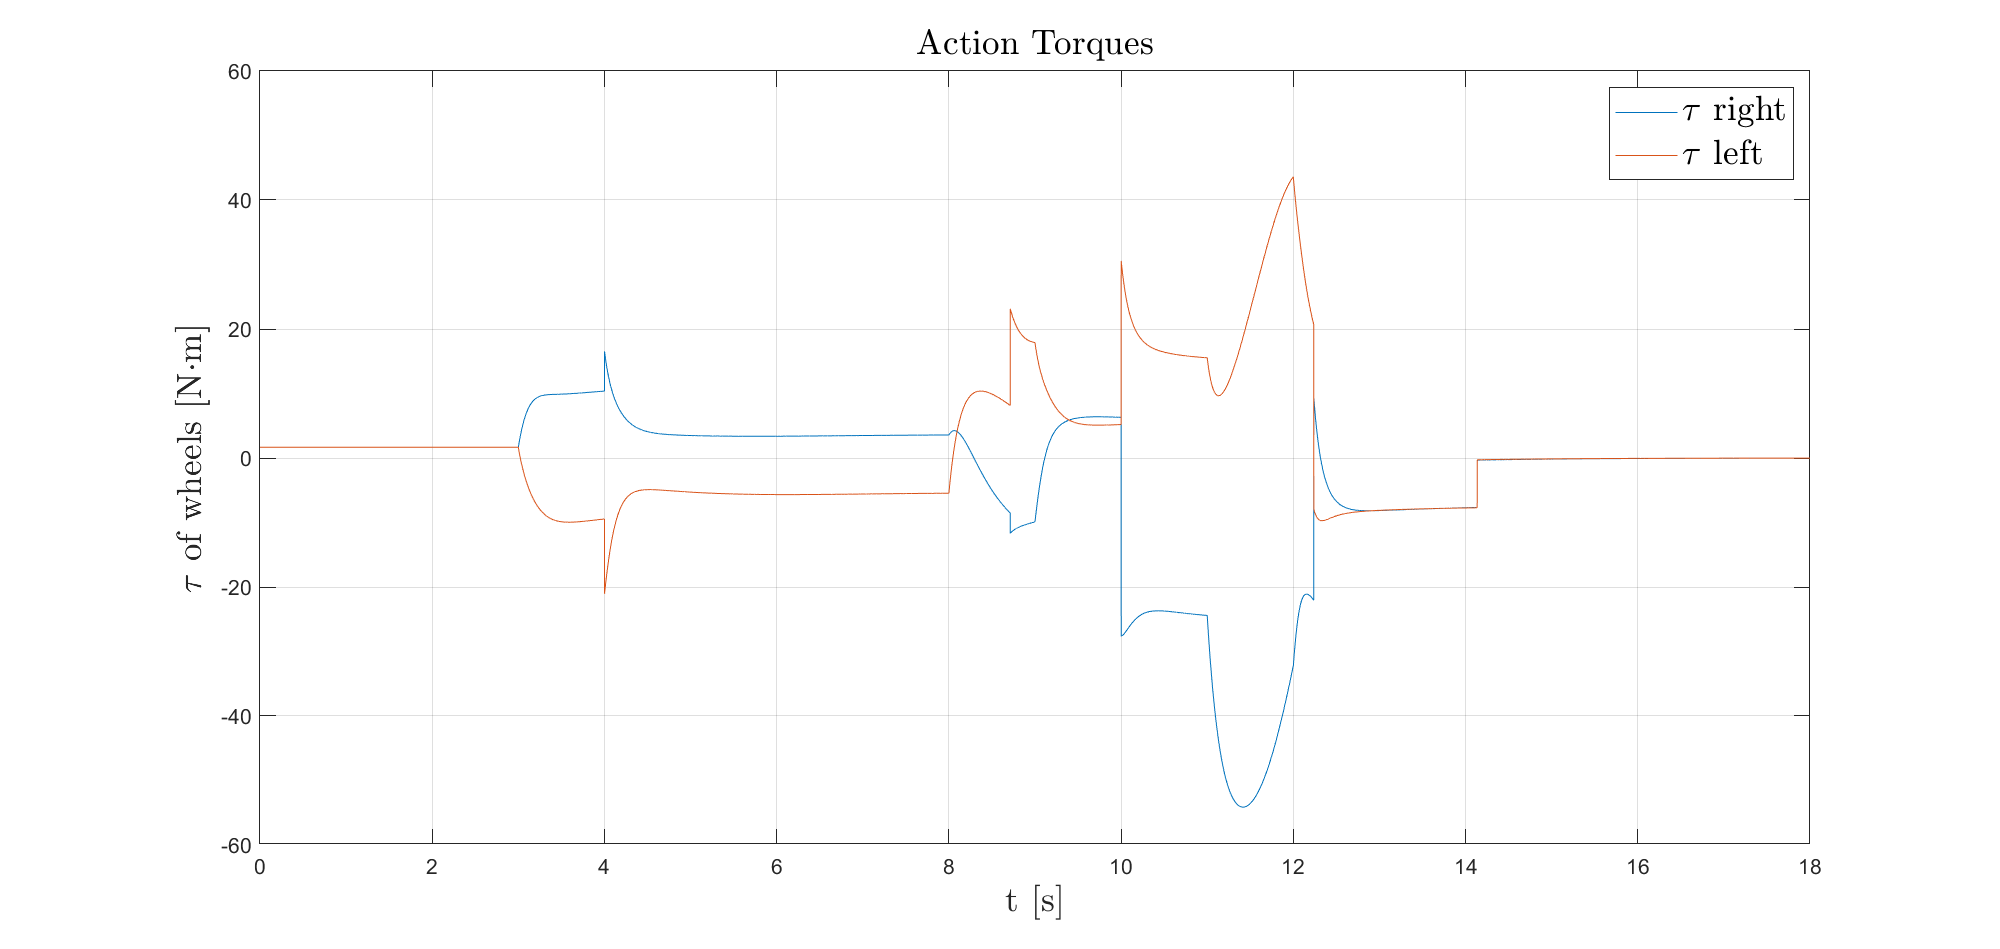 Action Torques
τ right
τ left
τ of wheels [N·m]
60
40
20
0
-20
-40
-60
0 2 4 6 8 10 12 14 16 18
t [s]